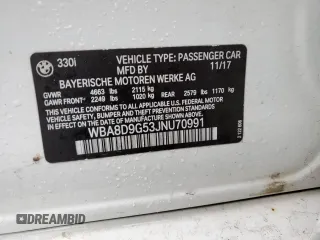 330i
VEHICLE TYPE: PASSENGER CAR
MFD BY 11/17
BAYERISCHE MOTOREN WERKE AG
GVWR 4663 lbs 2115 kg
GAWR FRONT 2249 lbs 1020 kg REAR 2579 lbs 1170 kg
THIS VEHICLE CONFORMS TO ALL APPLICABLE
U.S. FEDERAL MOTOR VEHICLE SAFETY, BUMPER, AND THEFT
PREVENTION STANDARDS IN EFFECT ON THE DATE OF
MANUFACTURE SHOWN ABOVE.
WBA8D9G53JNU70991
DREAMBID